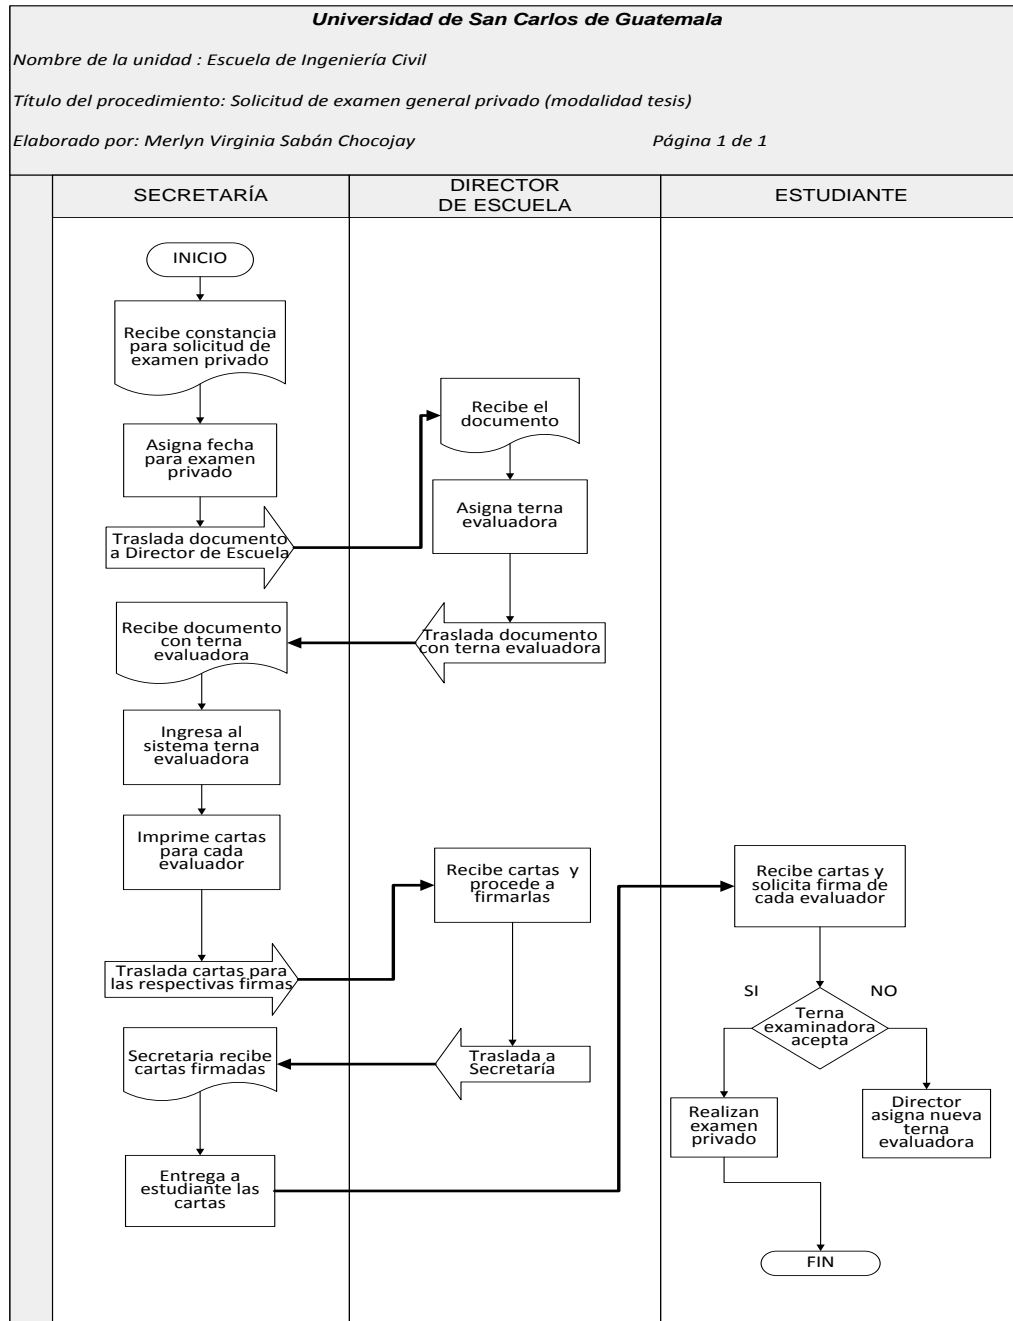 Universidad de San Carlos de Guatemala
Nombre de la unidad : Escuela de Ingeniería Civil
Título del procedimiento: Solicitud de examen general privado (modalidad tesis)
Elaborado por: Merlyn Virginia Sabán Chocojay
Página 1 de 1
SECRETARÍA
DIRECTOR
DE ESCUELA
ESTUDIANTE
INICIO
Recibe constancia
para solicitud de
examen privado
Asigna fecha
para examen
privado
Traslada documento
a Director de Escuela
Recibe el
documento
Asigna terna
evaluadora
Traslada documento
con terna evaluadora
Recibe documento
con terna
evaluadora
Ingresa al
sistema terna
evaluadora
Imprime cartas
para cada
evaluador
Traslada cartas para
las respectivas firmas
Recibe cartas y
procede a
firmarlas
Traslada a
Secretaría
Secretaria recibe
cartas firmadas
Entrega a
estudiante las
cartas
Recibe cartas y
solicita firma de
cada evaluador
SI
NO
Terna
examinadora
acepta
Realizan
examen
privado
Director
asigna nueva
terna
evaluadora
FIN